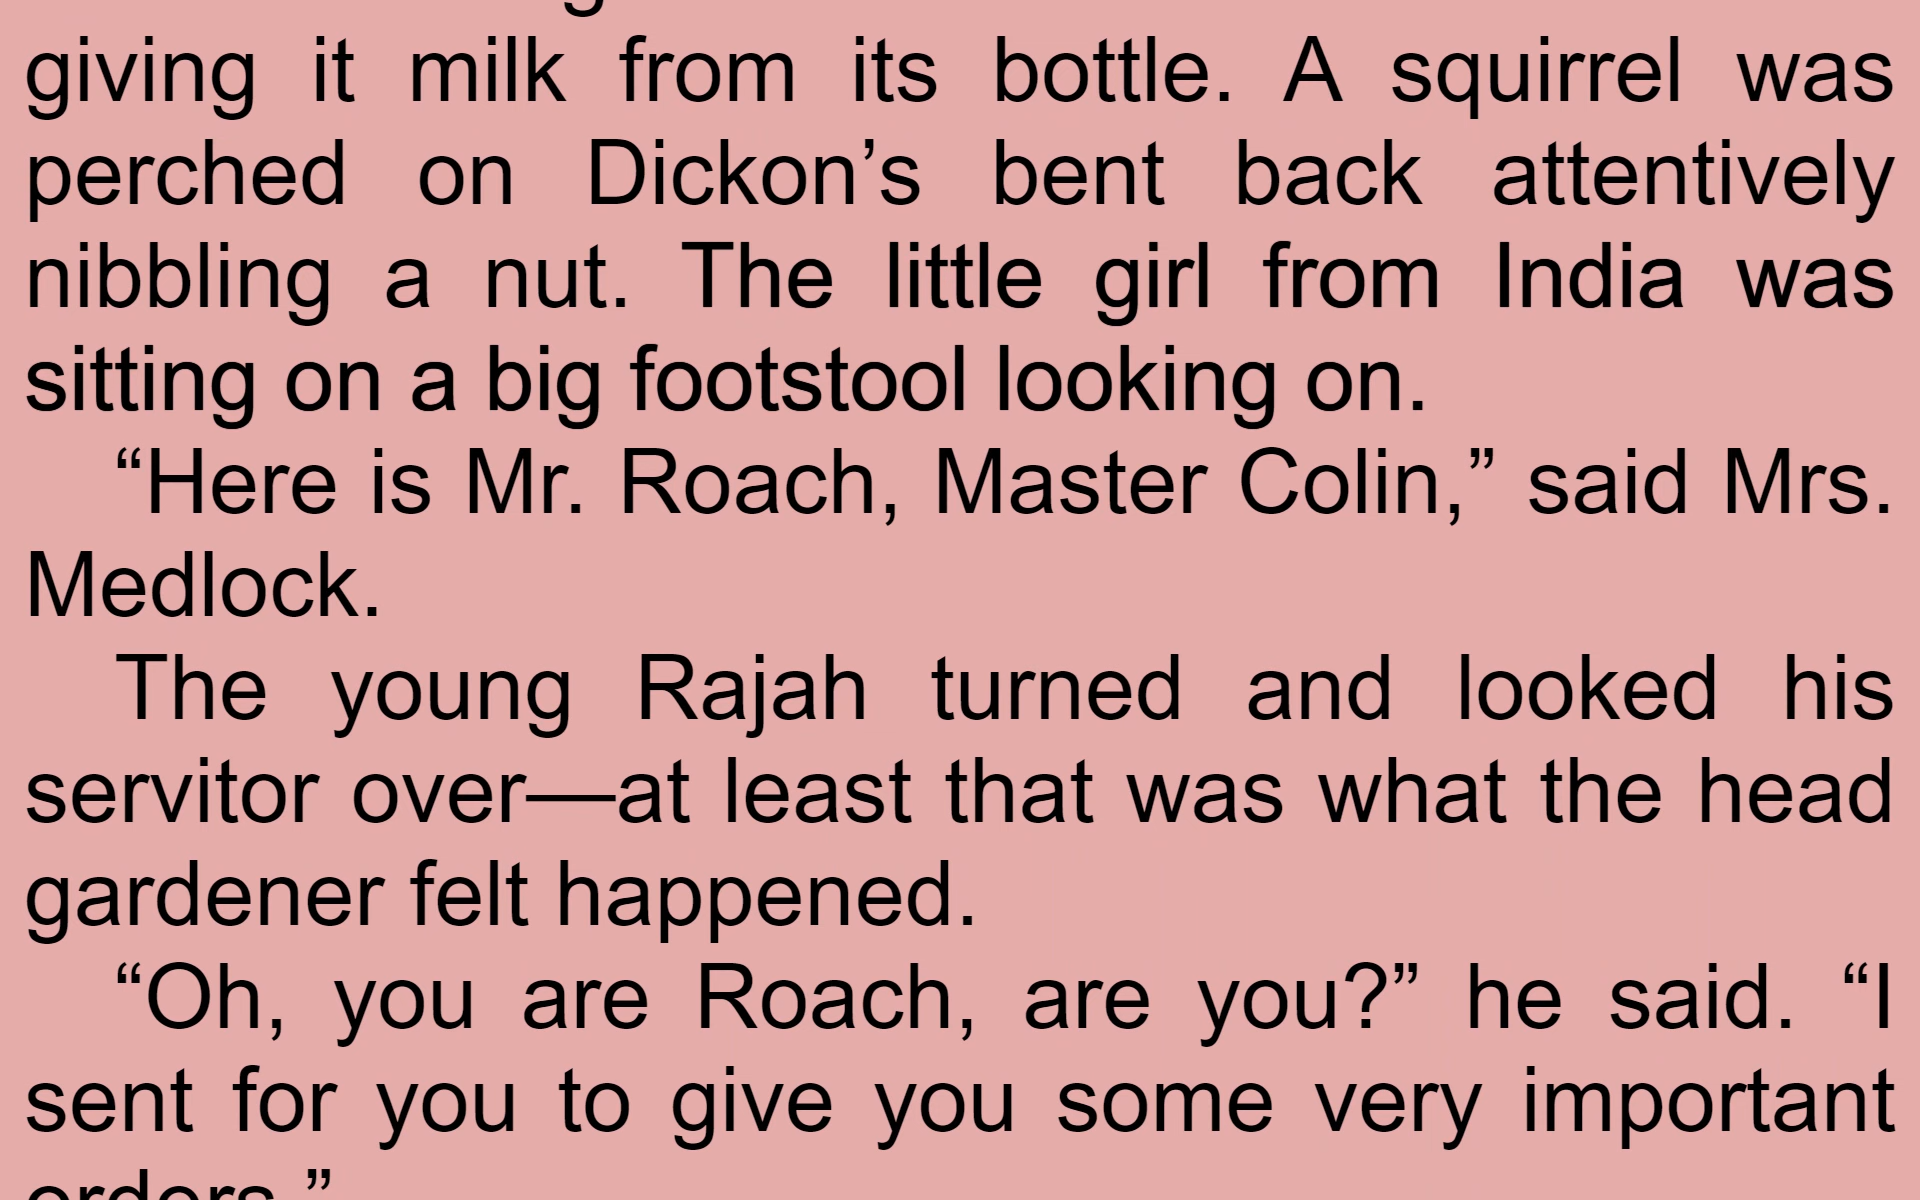 giving it milk from its bottle. A squirrel was
perched on Dickon’s bent back attentively
nibbling a nut. The little girl from India was
sitting on a big footstool looking on.
“Here is Mr. Roach, Master Colin,” said Mrs.
Medlock.
The young Rajah turned and looked his
servitor over—at least that was what the head
gardener felt happened.
“Oh, you are Roach, are you?” he said. “I
sent for you to give you some very important
orders.”